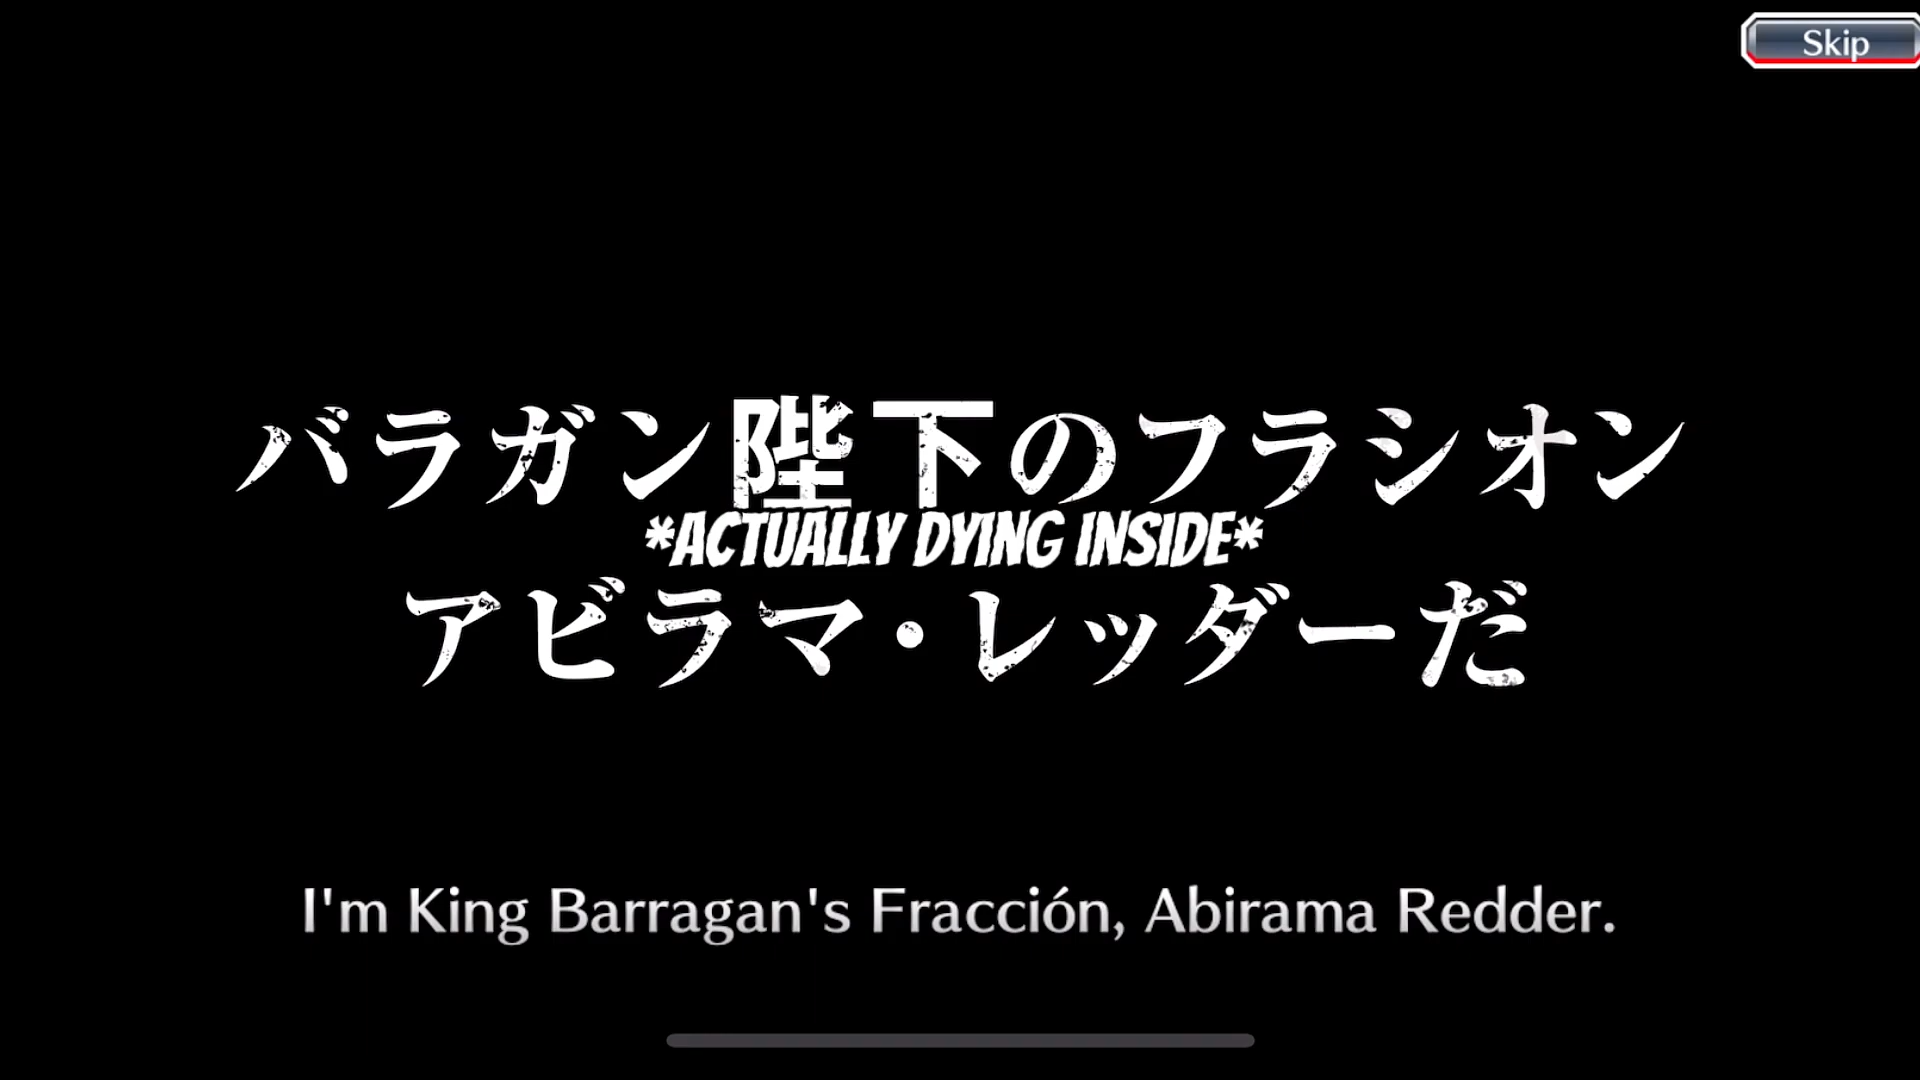 Skip
バラガン陛下のフラシオン
*ACTUALLY DYING INSIDE*
アビラマ・レッダーだ
I'm King Barragan's Fracción, Abirama Redder.